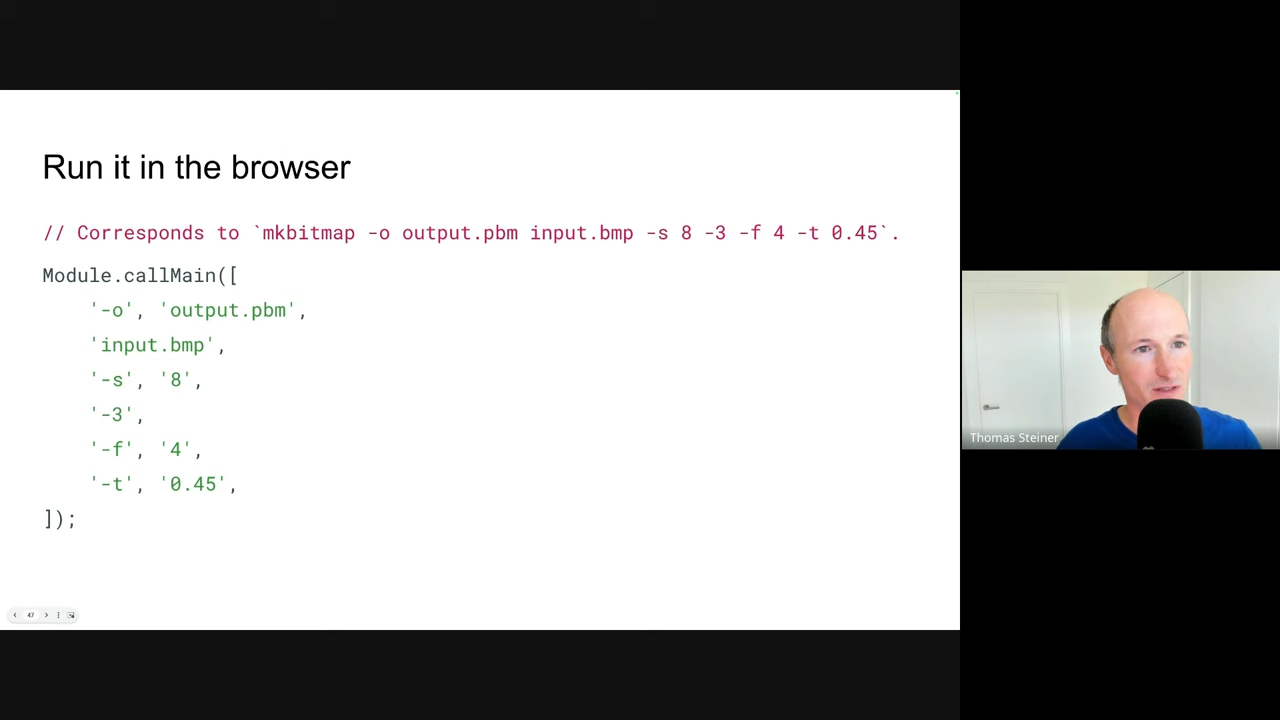 Run it in the browser
// Corresponds to `mkbitmap -o output.pbm input.bmp -s 8 -3 -f 4 -t 0.45`.
Module.callMain([
'-o', 'output.pbm',
'input.bmp',
'-s', '8',
'-3',
'-f', '4',
'-t', '0.45',
]);
47
Thomas Steiner